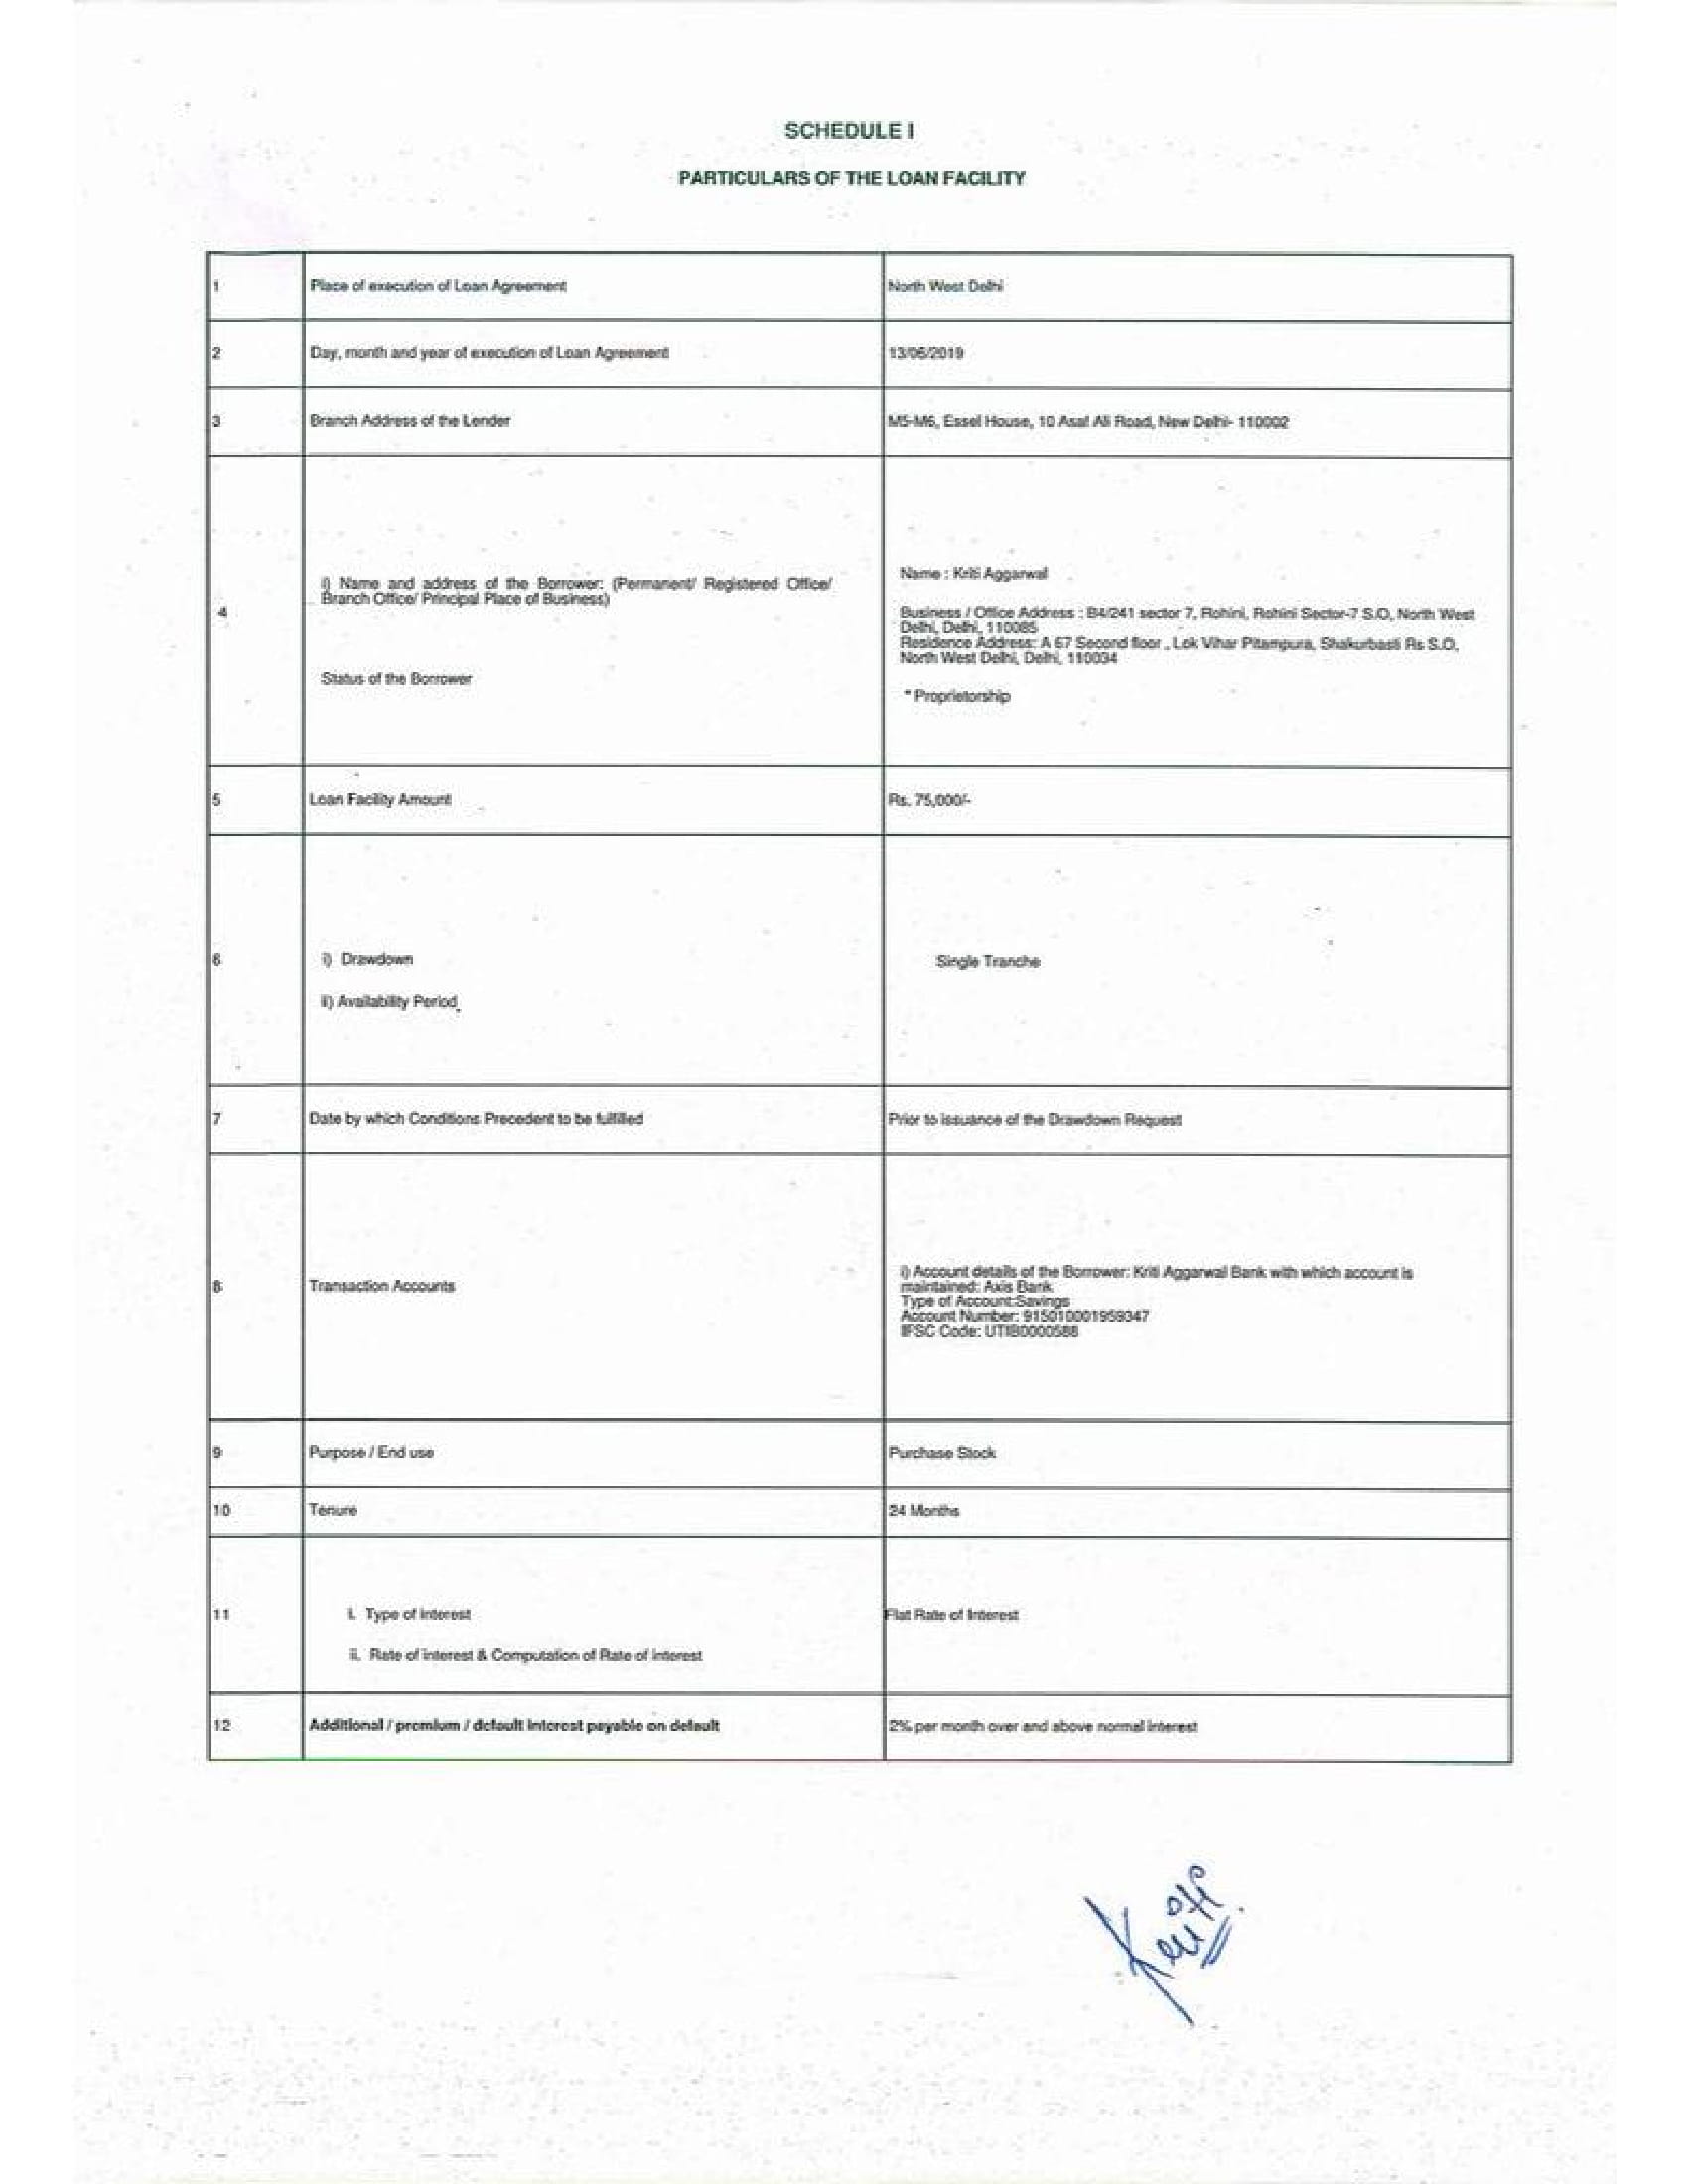 SCHEDULE I
PARTICULARS OF THE LOAN FACILITY
1 Place of execution of Loan Agreement North West Delhi
2 Day, month and year of execution of Loan Agreement 13/06/2019
3 Branch Address of the Lender M5-M6, Essel House, 10 Asaf Ali Road, New Delhi- 110002
4
i) Name and address of the Borrower: (Permanent/ Registered Office/
Branch Office/ Principal Place of Business)
Status of the Borrower
Name : Kriti Aggarwal
Business / Office Address : B4/241 sector 7, Rohini, Rohini Sector-7 S.O, North West
Delhi, Delhi, 110085
Residence Address: A 67 Second floor , Lok Vihar Pitampura, Shakurbasti Rs S.O,
North West Delhi, Delhi, 110034
* Proprietorship
5 Loan Facility Amount Rs. 75,000/-
6 i) Drawdown Single Tranche
ii) Availability Period
7 Date by which Conditions Precedent to be fulfilled Prior to issuance of the Drawdown Request
8 Transaction Accounts
i) Account details of the Borrower: Kriti Aggarwal Bank with which account is
maintained: Axis Bank
Type of Account:Savings
Account Number: 915010001959347
IFSC Code: UTIB0000588
9 Purpose / End use Purchase Stock
10 Tenure 24 Months
11 i. Type of Interest Flat Rate of Interest
ii. Rate of interest & Computation of Rate of interest
12 Additional / premium / default interest payable on default 2% per month over and above normal interest
Kriti